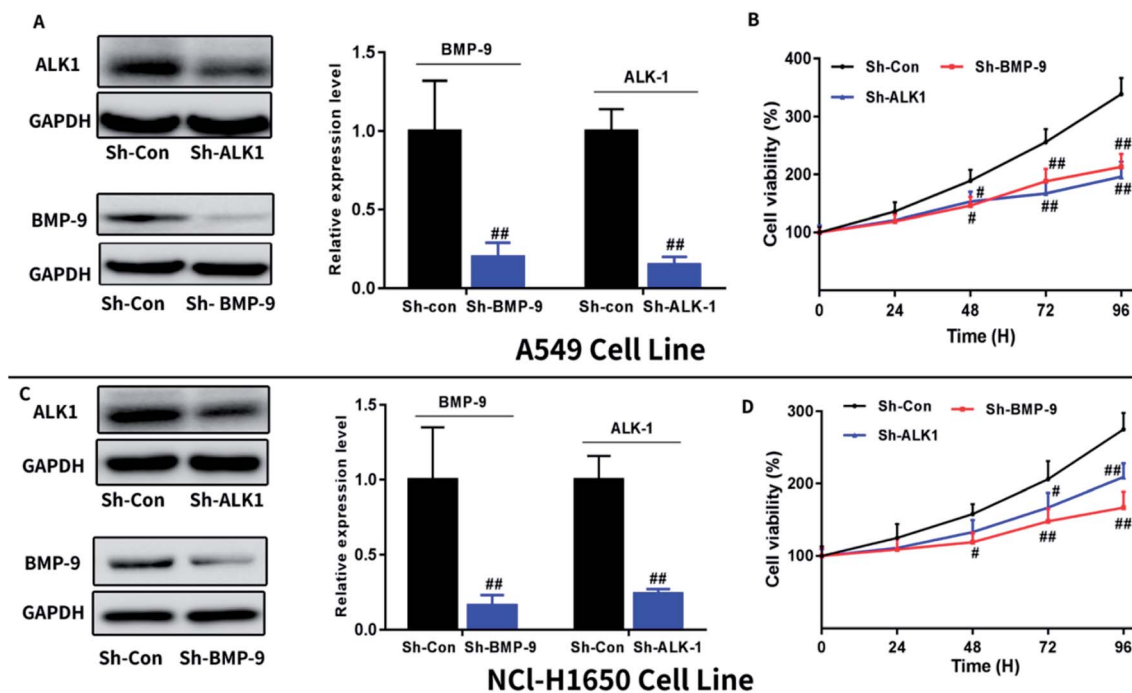 A
ALK1
GAPDH
Sh-Con Sh-ALK1
BMP-9
GAPDH
Sh-Con Sh- BMP-9
Relative expression level
1.5
1.0
0.5
0.0
BMP-9
ALK-1
##
##
Sh-con Sh-BMP-9 Sh-con Sh-ALK-1
B
Sh-Con Sh-BMP-9
Sh-ALK1
Cell viability (%)
400
300
200
100
#
#
##
##
##
##
0 24 48 72 96
Time (H)
A549 Cell Line
C
ALK1
GAPDH
Sh-Con Sh-ALK1
BMP-9
GAPDH
Sh-Con Sh-BMP-9
Relative expression level
1.5
1.0
0.5
0.0
BMP-9
ALK-1
##
##
Sh-Con Sh-BMP-9 Sh-Con Sh-ALK-1
D
Sh-Con Sh-BMP-9
Sh-ALK1
Cell viability (%)
300
200
100
#
#
##
##
##
0 24 48 72 96
Time (H)
NCl-H1650 Cell Line